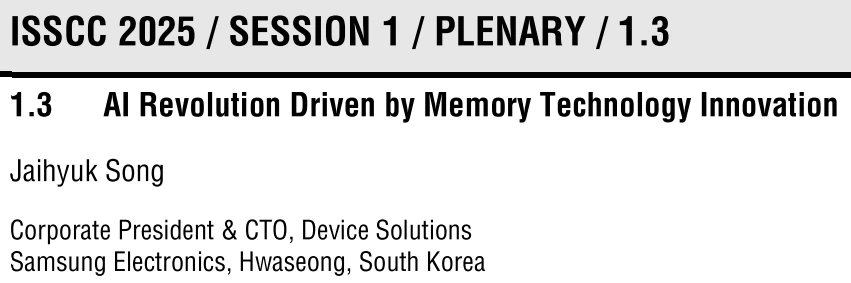 ISSCC 2025 / SESSION 1 / PLENARY / 1.3
1.3 AI Revolution Driven by Memory Technology Innovation
Jaihyuk Song
Corporate President & CTO, Device Solutions
Samsung Electronics, Hwaseong, South Korea